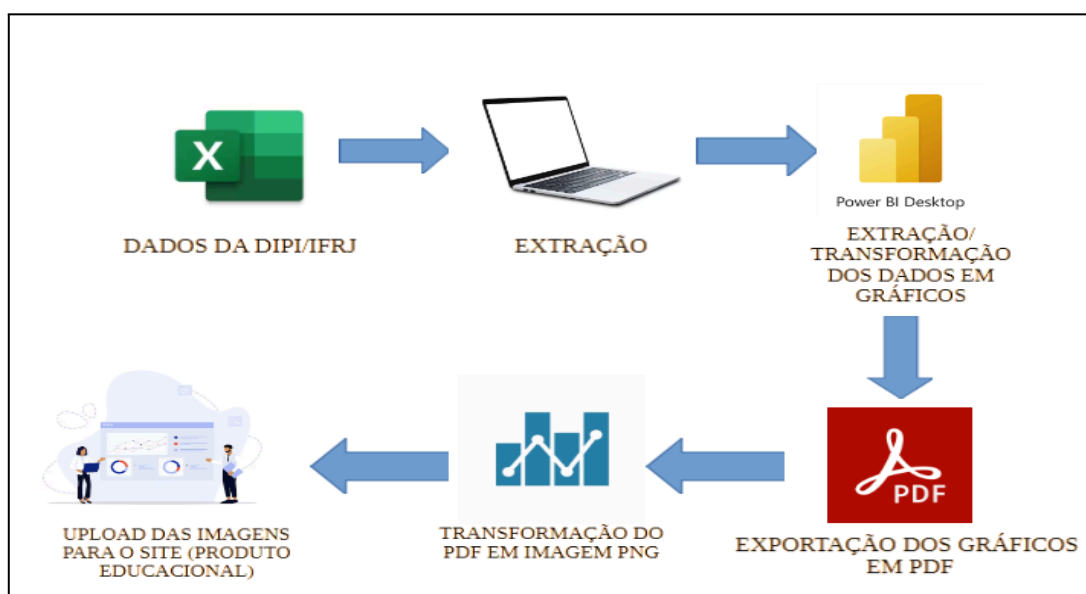 X
DADOS DA DIPI/IFRJ
EXTRAÇÃO
Power BI Desktop
EXTRAÇÃO/
TRANSFORMAÇÃO
DOS DADOS EM
GRÁFICOS
PDF
EXPORTAÇÃO DOS GRÁFICOS
EM PDF
TRANSFORMAÇÃO DO
PDF EM IMAGEM PNG
UPLOAD DAS IMAGENS
PARA O SITE (PRODUTO
EDUCACIONAL)